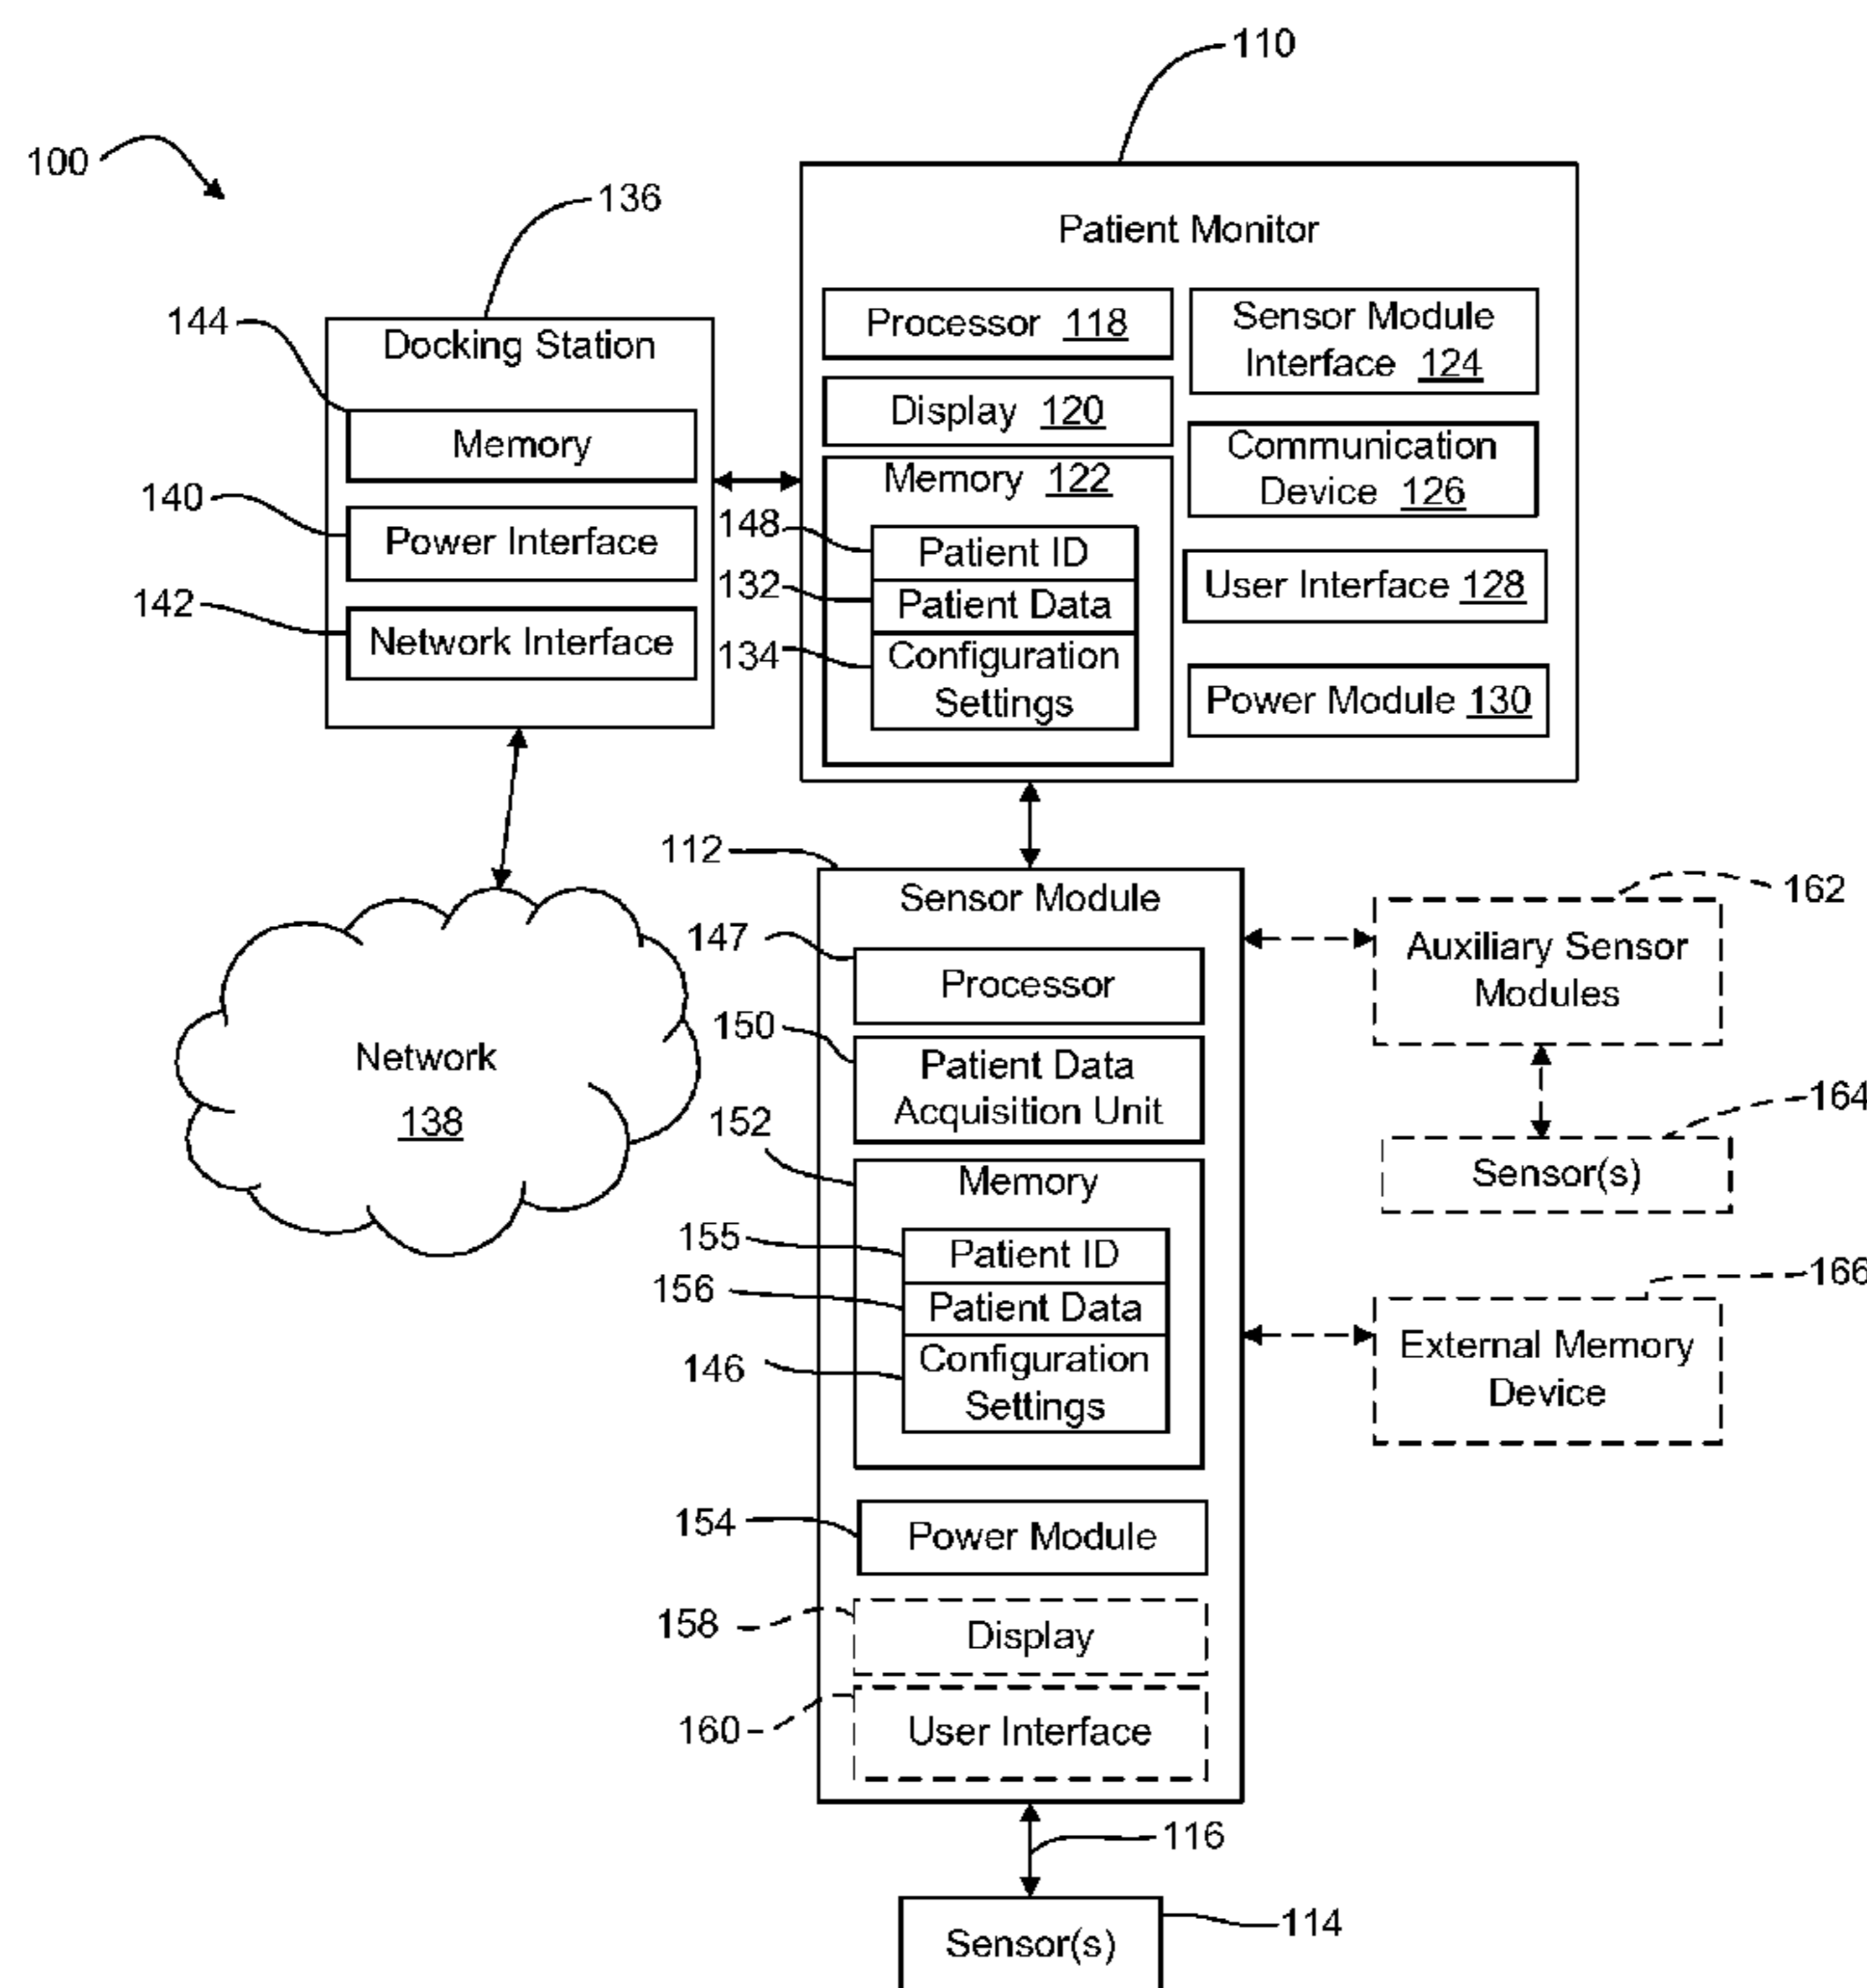 110
100
136
Patient Monitor
144
Docking Station
Processor 118
Sensor Module
Interface 124
Display 120
Memory
Communication
Device 126
Memory 122
140
148
Power Interface
Patient ID
User Interface 128
142
132
Patient Data
Network Interface
134
Configuration
Settings
Power Module 130
112
Sensor Module
162
147
Processor
Auxiliary Sensor
Modules
150
Patient Data
Acquisition Unit
Network
138
164
152
Memory
Sensor(s)
155
Patient ID
166
156
Patient Data
External Memory
Device
146
Configuration
Settings
154
Power Module
158
Display
160
User Interface
116
114
Sensor(s)